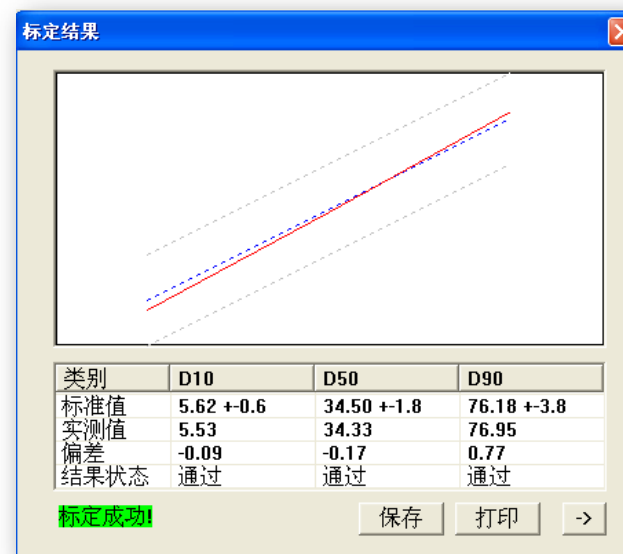 标定结果
类别 D10 D50 D90
标准值 5.62 +-0.6 34.50 +-1.8 76.18 +-3.8
实测值 5.53 34.33 76.95
偏差 -0.09 -0.17 0.77
结果状态 通过 通过 通过
标定成功! 保存 打印 ->